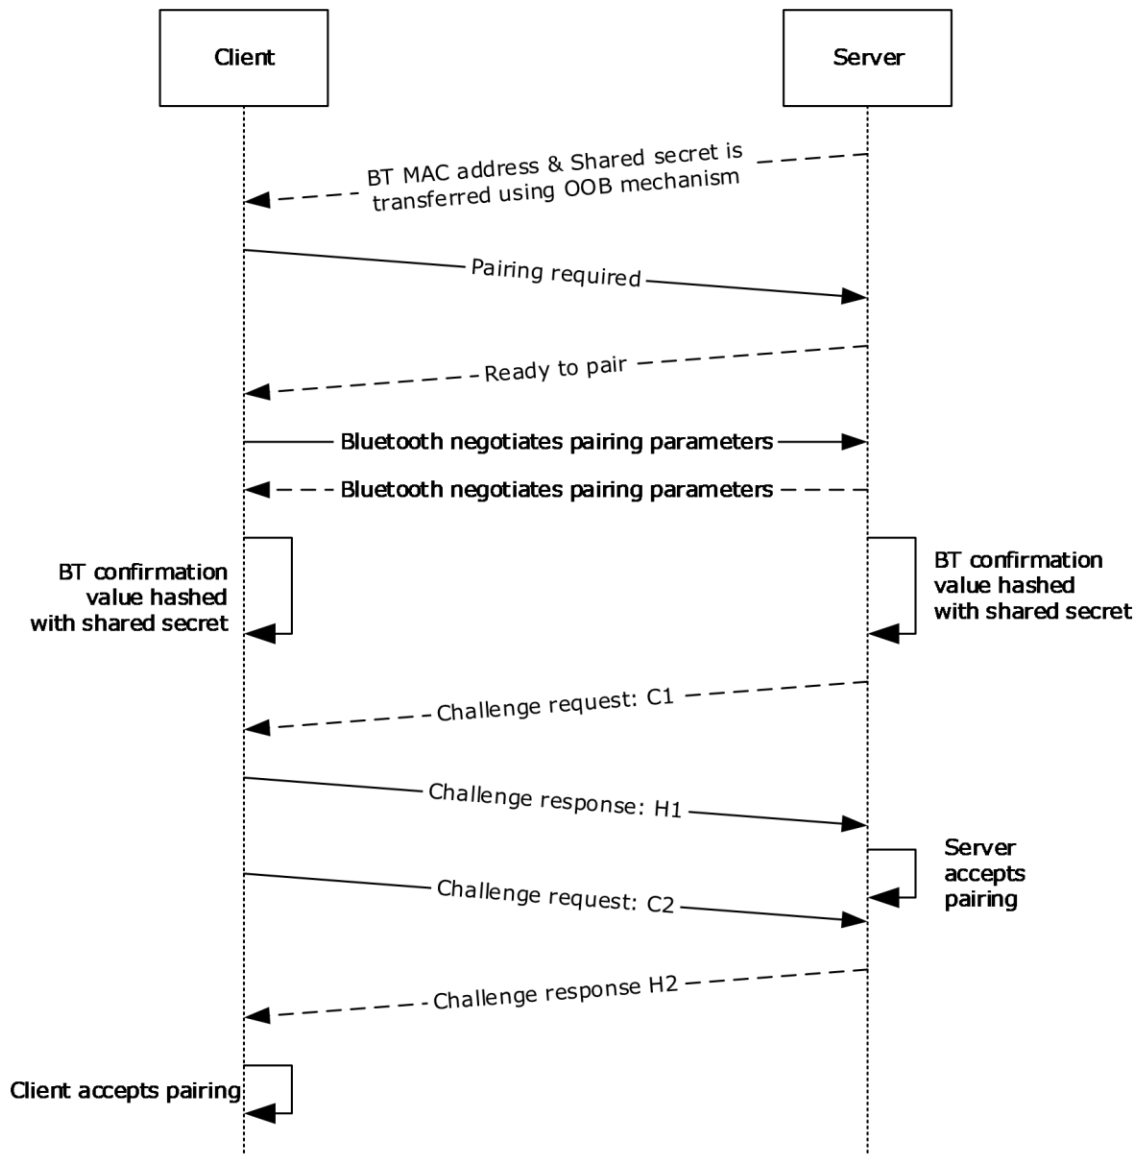 Client
Server
BT MAC address & Shared secret is
transferred using OOB mechanism
Pairing required
Ready to pair
Bluetooth negotiates pairing parameters
Bluetooth negotiates pairing parameters
BT confirmation
value hashed
with shared secret
BT confirmation
value hashed
with shared secret
Challenge request: C1
Challenge response: H1
Server
accepts
pairing
Challenge request: C2
Challenge response H2
Client accepts pairing